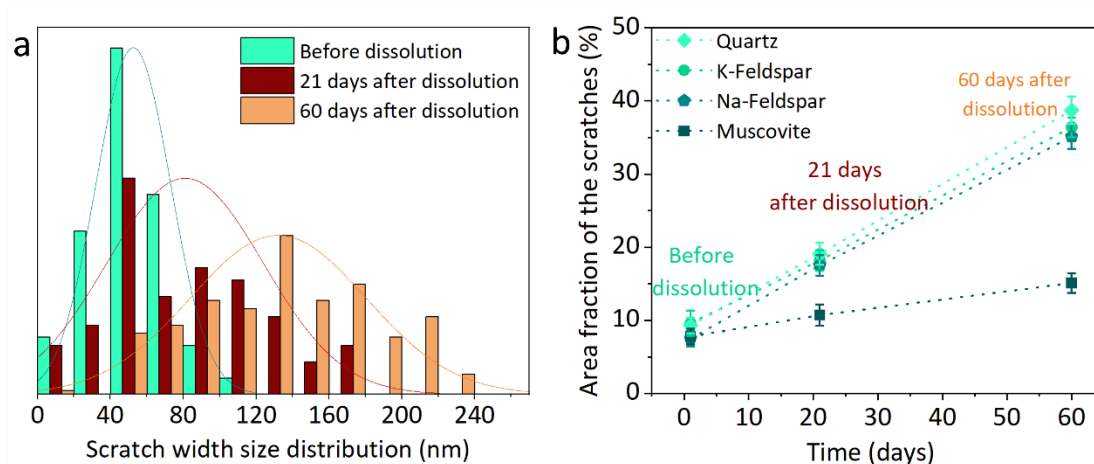 a
Before dissolution
21 days after dissolution
60 days after dissolution
0 40 80 120 160 200 240
Scratch width size distribution (nm)
b
Area fraction of the scratches (%)
50
40
30
20
10
0
Quartz
K-Feldspar
Na-Feldspar
Muscovite
60 days after
dissolution
21 days
after dissolution
Before
dissolution
0 10 20 30 40 50 60
Time (days)